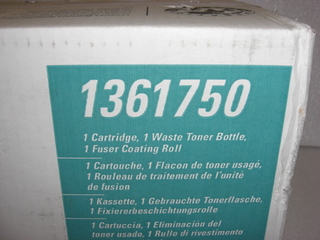 1361750
1 Cartridge, 1 Waste Toner Bottle,
1 Fuser Coating Roll
1 Cartouche, 1 Flacon de toner usagé,
1 Rouleau de traitement de l'unité
de fusion
1 Kassette, 1 Gebrauchte Tonerflasche,
1 Fixiererbeschichtungsrolle
1 Cartuccia, 1 Eliminazione del
toner usado, 1 Rullo di rivestimento